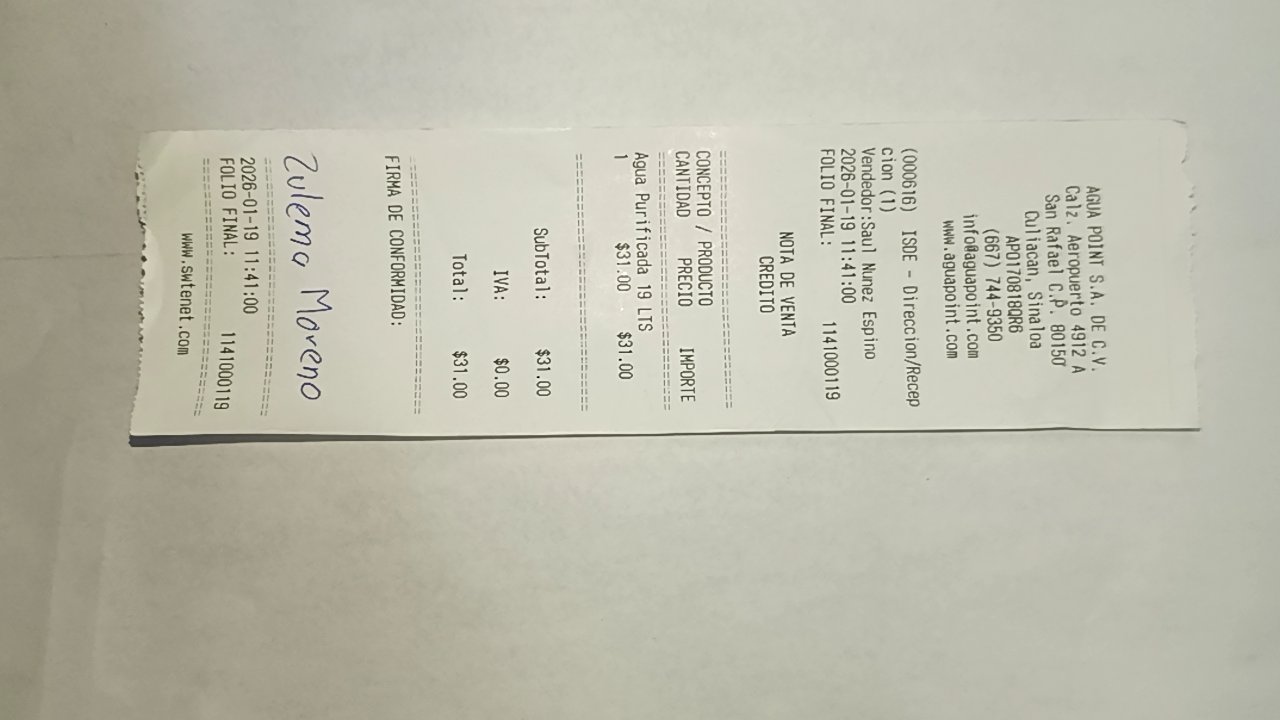 AGUA POINT S.A. DE C.V.
Calz. Aeropuerto 4912 A
San Rafael C.P. 80150
Culiacan, Sinaloa
APO170818QR6
(667) 744-9350
info@aguapoint.com
www.aguapoint.com
(000616) ISDE - Direccion/Recep
cion (1)
Vendedor:Saul Nunez Espino
2026-01-19 11:41:00
FOLIO FINAL: 1141000119
NOTA DE VENTA
CREDITO
================================
CONCEPTO / PRODUCTO
CANTIDAD PRECIO IMPORTE
================================
Agua Purificada 19 LTS
1 $31.00 $31.00
================================
SubTotal: $31.00
IVA: $0.00
Total: $31.00
================================
FIRMA DE CONFORMIDAD:
Zulema Moreno
================================
2026-01-19 11:41:00
FOLIO FINAL: 1141000119
================================
www.swtenet.com